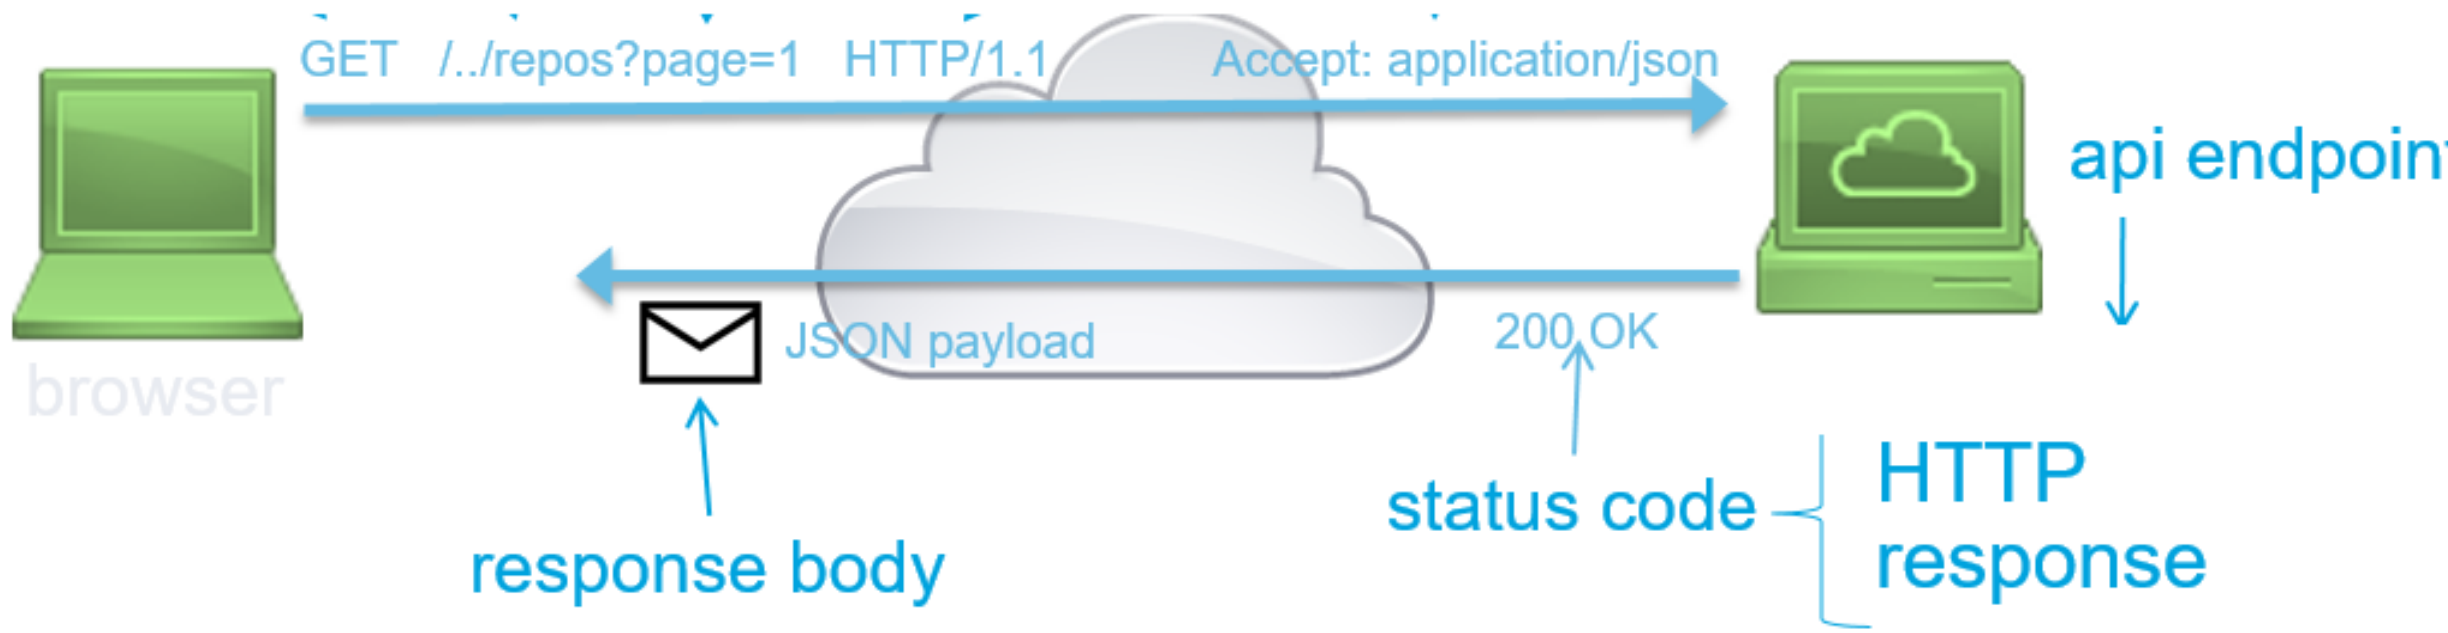 GET /../repos?page=1 HTTP/1.1 Accept: application/json
api endpoint
browser
JSON payload
200 OK
status code
HTTP
response
response body